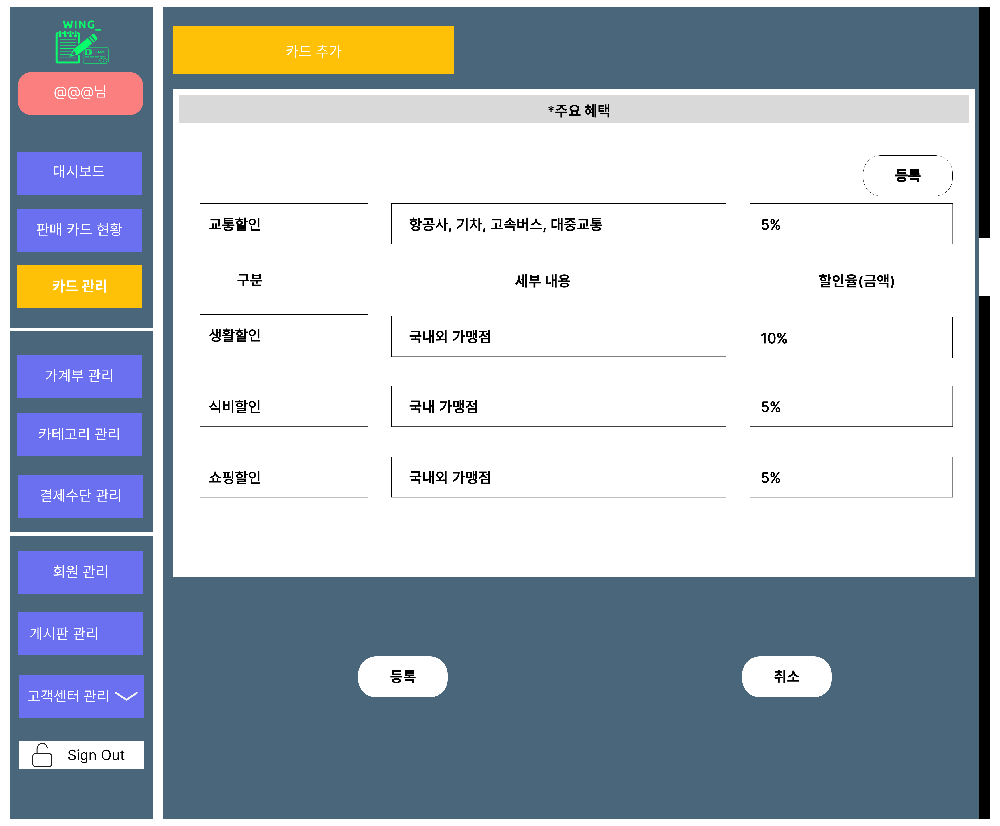 WING_
CARD
@@@님
대시보드
판매 카드 현황
카드 관리
가계부 관리
카테고리 관리
결제수단 관리
회원 관리
게시판 관리
고객센터 관리
Sign Out
카드 추가
*주요 혜택
등록
교통할인 항공사, 기차, 고속버스, 대중교통 5%
구분 세부 내용 할인율(금액)
생활할인 국내외 가맹점 10%
식비할인 국내 가맹점 5%
쇼핑할인 국내외 가맹점 5%
등록 취소